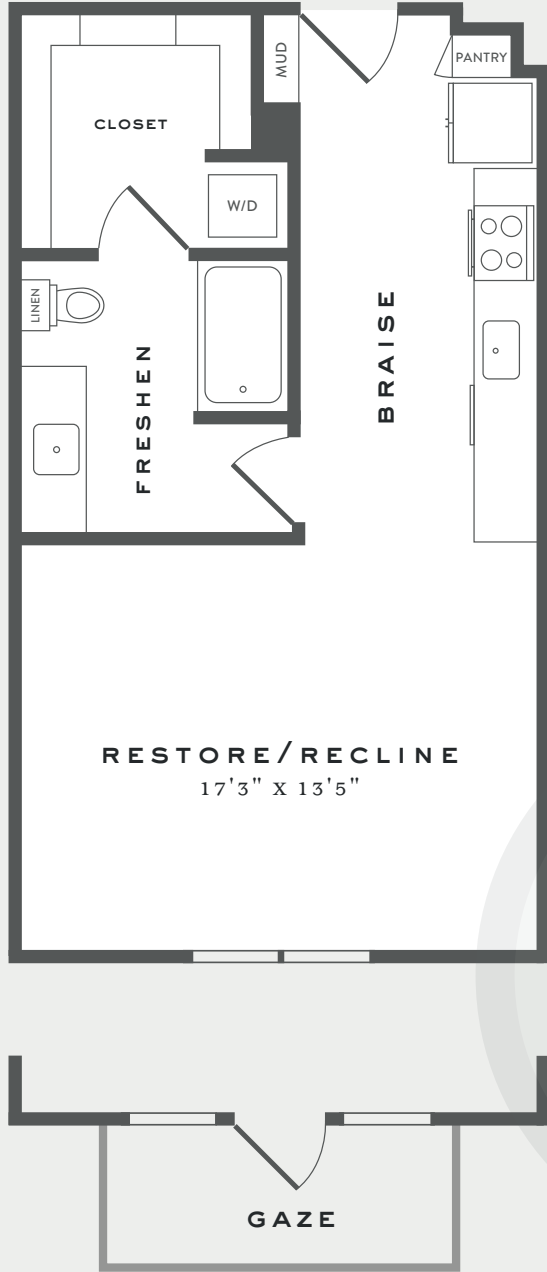 MUD
PANTRY
CLOSET
W/D
LINEN
BRAISE
FRESHEN
RESTORE/RECLINE
17'3" X 13'5"
GAZE